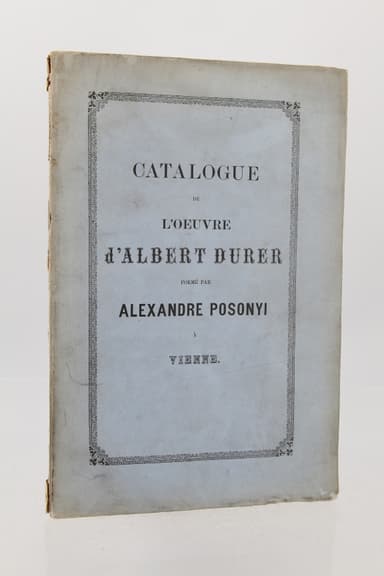 CATALOGUE
DE
L'OEUVRE
d'ALBERT DURER
FORMÉ PAR
ALEXANDRE POSONYI
À
VIENNE.